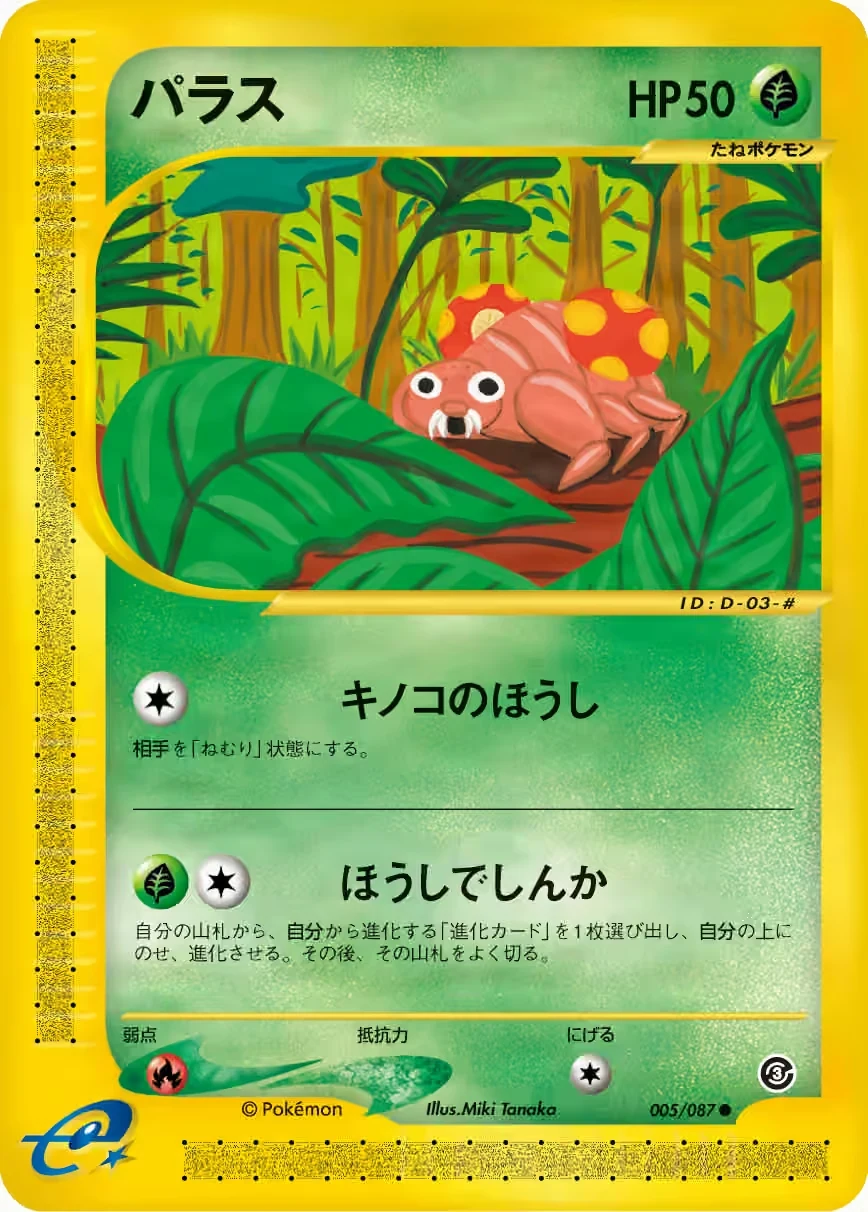 パラス
HP50
たねポケモン
ID:D-03-#
キノコのほうし
相手を「ねむり」状態にする。
ほうしでしんか
自分の山札から、自分から進化する「進化カード」を1枚選び出し、自分の上に
のせ、進化させる。その後、その山札をよく切る。
弱点 抵抗力 にげる
3
© Pokémon Illus.Miki Tanaka 005/087●
e